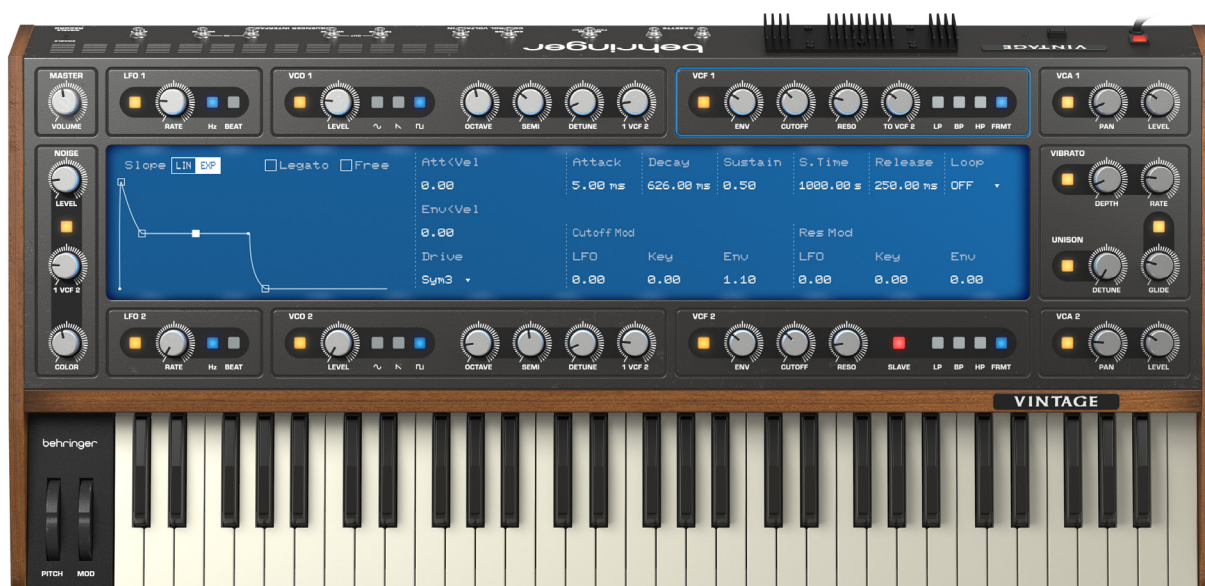 behringer
VINTAGE
MASTER
VOLUME
LFO 1
RATE Hz BEAT
VCO 1
LEVEL OCTAVE SEMI DETUNE 1 VCF 2
VCF 1
ENV CUTOFF RESO TO VCF 2 LP BP HP FRMT
VCA 1
PAN LEVEL
NOISE
LEVEL
1 VCF 2
COLOR
Slope LIN EXP Legato Free
Att<Vel Attack Decay Sustain S.Time Release Loop
0.00 5.00 ms 626.00 ms 0.50 1000.00 s 250.00 ms OFF
Env<Vel
0.00 Cutoff Mod Res Mod
Drive LFO Key Env LFO Key Env
Sym3 0.00 0.00 1.10 0.00 0.00 0.00
VIBRATO
DEPTH RATE
UNISON
DETUNE GLIDE
LFO 2
RATE Hz BEAT
VCO 2
LEVEL OCTAVE SEMI DETUNE 1 VCF 2
VCF 2
ENV CUTOFF RESO SLAVE LP BP HP FRMT
VCA 2
PAN LEVEL
VINTAGE
behringer
PITCH MOD